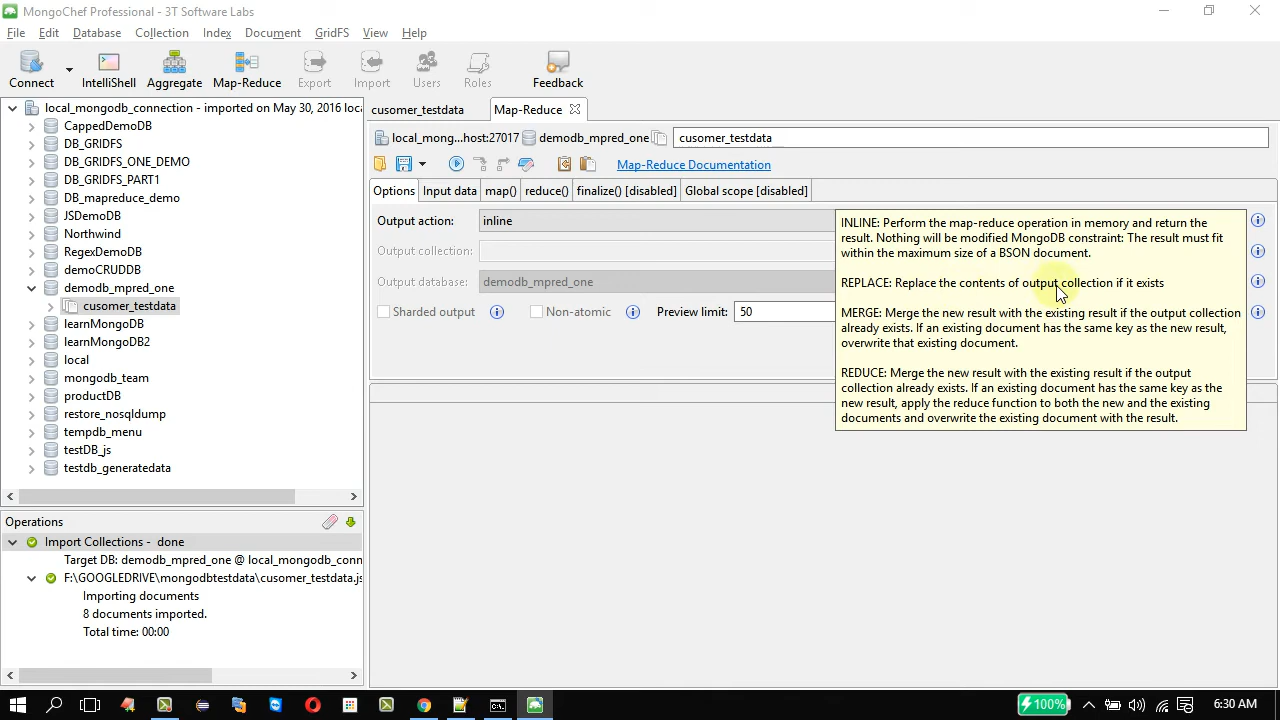 MongoChef Professional - 3T Software Labs
File Edit Database Collection Index Document GridFS View Help
Connect IntelliShell Aggregate Map-Reduce Export Import Users Roles Feedback
local_mongodb_connection - imported on May 30, 2016 loca
CappedDemoDB
DB_GRIDFS
DB_GRIDFS_ONE_DEMO
DB_GRIDFS_PART1
DB_mapreduce_demo
JSDemoDB
Northwind
RegexDemoDB
demoCRUDDB
demodb_mpred_one
cusomer_testdata
learnMongoDB
learnMongoDB2
local
mongodb_team
productDB
restore_nosqldump
tempdb_menu
testDB_js
testdb_generatedata
Operations
Import Collections - done
Target DB: demodb_mpred_one @ local_mongodb_conn
F:\GOOGLEDRIVE\mongodbtestdata\cusomer_testdata.js
Importing documents
8 documents imported.
Total time: 00:00
cusomer_testdata Map-Reduce
local_mong...host:27017 demodb_mpred_one cusomer_testdata
Map-Reduce Documentation
Options Input data map() reduce() finalize() [disabled] Global scope [disabled]
Output action: inline
Output collection:
Output database: demodb_mpred_one
Sharded output Non-atomic Preview limit: 50
INLINE: Perform the map-reduce operation in memory and return the
result. Nothing will be modified MongoDB constraint: The result must fit
within the maximum size of a BSON document.
REPLACE: Replace the contents of output collection if it exists
MERGE: Merge the new result with the existing result if the output collection
already exists. If an existing document has the same key as the new result,
overwrite that existing document.
REDUCE: Merge the new result with the existing result if the output
collection already exists. If an existing document has the same key as the
new result, apply the reduce function to both the new and the existing
documents and overwrite the existing document with the result.
100% 6:30 AM